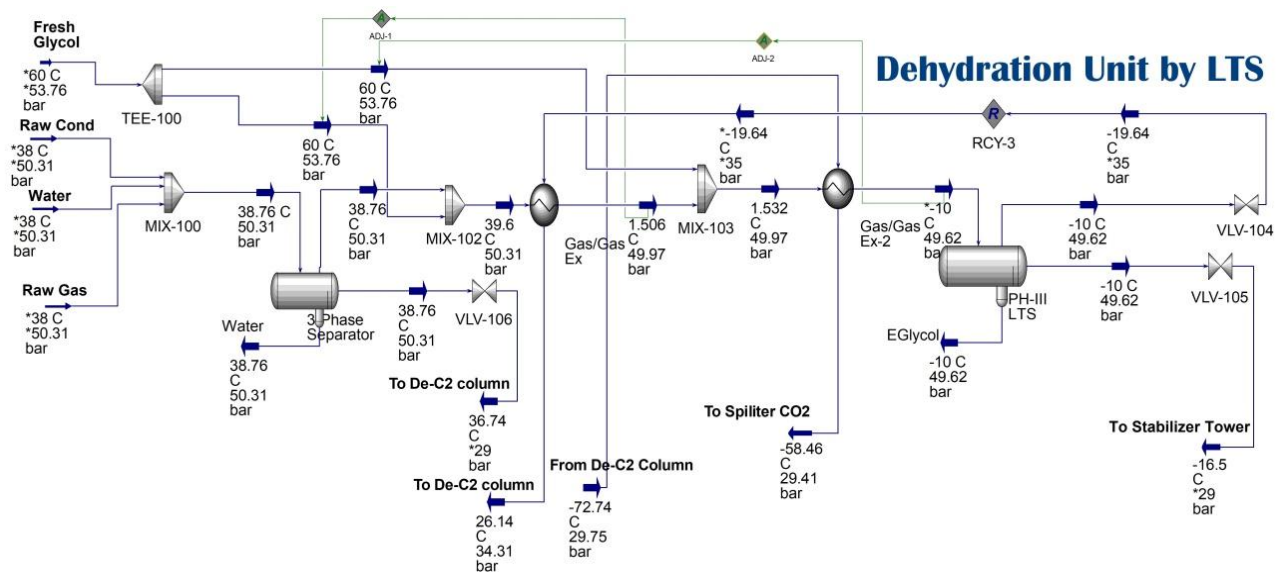 Dehydration Unit by LTS
Fresh
Glycol
*60 C
*53.76
bar
TEE-100
A
ADJ-1
60 C
53.76
bar
A
ADJ-2
60 C
53.76
bar
Raw Cond
*38 C
*50.31
bar
Water
*38 C
*50.31
bar
Raw Gas
*38 C
*50.31
bar
MIX-100
38.76 C
50.31
bar
38.76
C
50.31
bar
MIX-102
39.6
C
50.31
bar
Gas/Gas
Ex
1.506
C
49.97
bar
MIX-103
*-19.64
C
*35
bar
R
RCY-3
-19.64
C
*35
bar
1.532
C
49.97
bar
Gas/Gas
Ex-2
*-10
C
49.62
bar
-10 C
49.62
bar
VLV-104
-10 C
49.62
bar
VLV-105
PH-III
LTS
EGlycol
-10 C
49.62
bar
3 Phase
Separator
Water
38.76
C
50.31
bar
38.76
C
50.31
bar
VLV-106
To De-C2 column
36.74
C
*29
bar
To De-C2 column
26.14
C
34.31
bar
From De-C2 Column
-72.74
C
29.75
bar
To Spiliter CO2
-58.46
C
29.41
bar
To Stabilizer Tower
-16.5
C
*29
bar